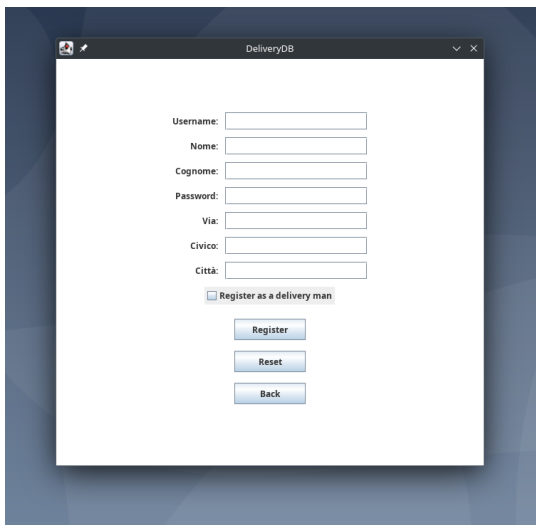 DeliveryDB
Username:
Nome:
Cognome:
Password:
Via:
Civico:
Città:
Register as a delivery man
Register
Reset
Back